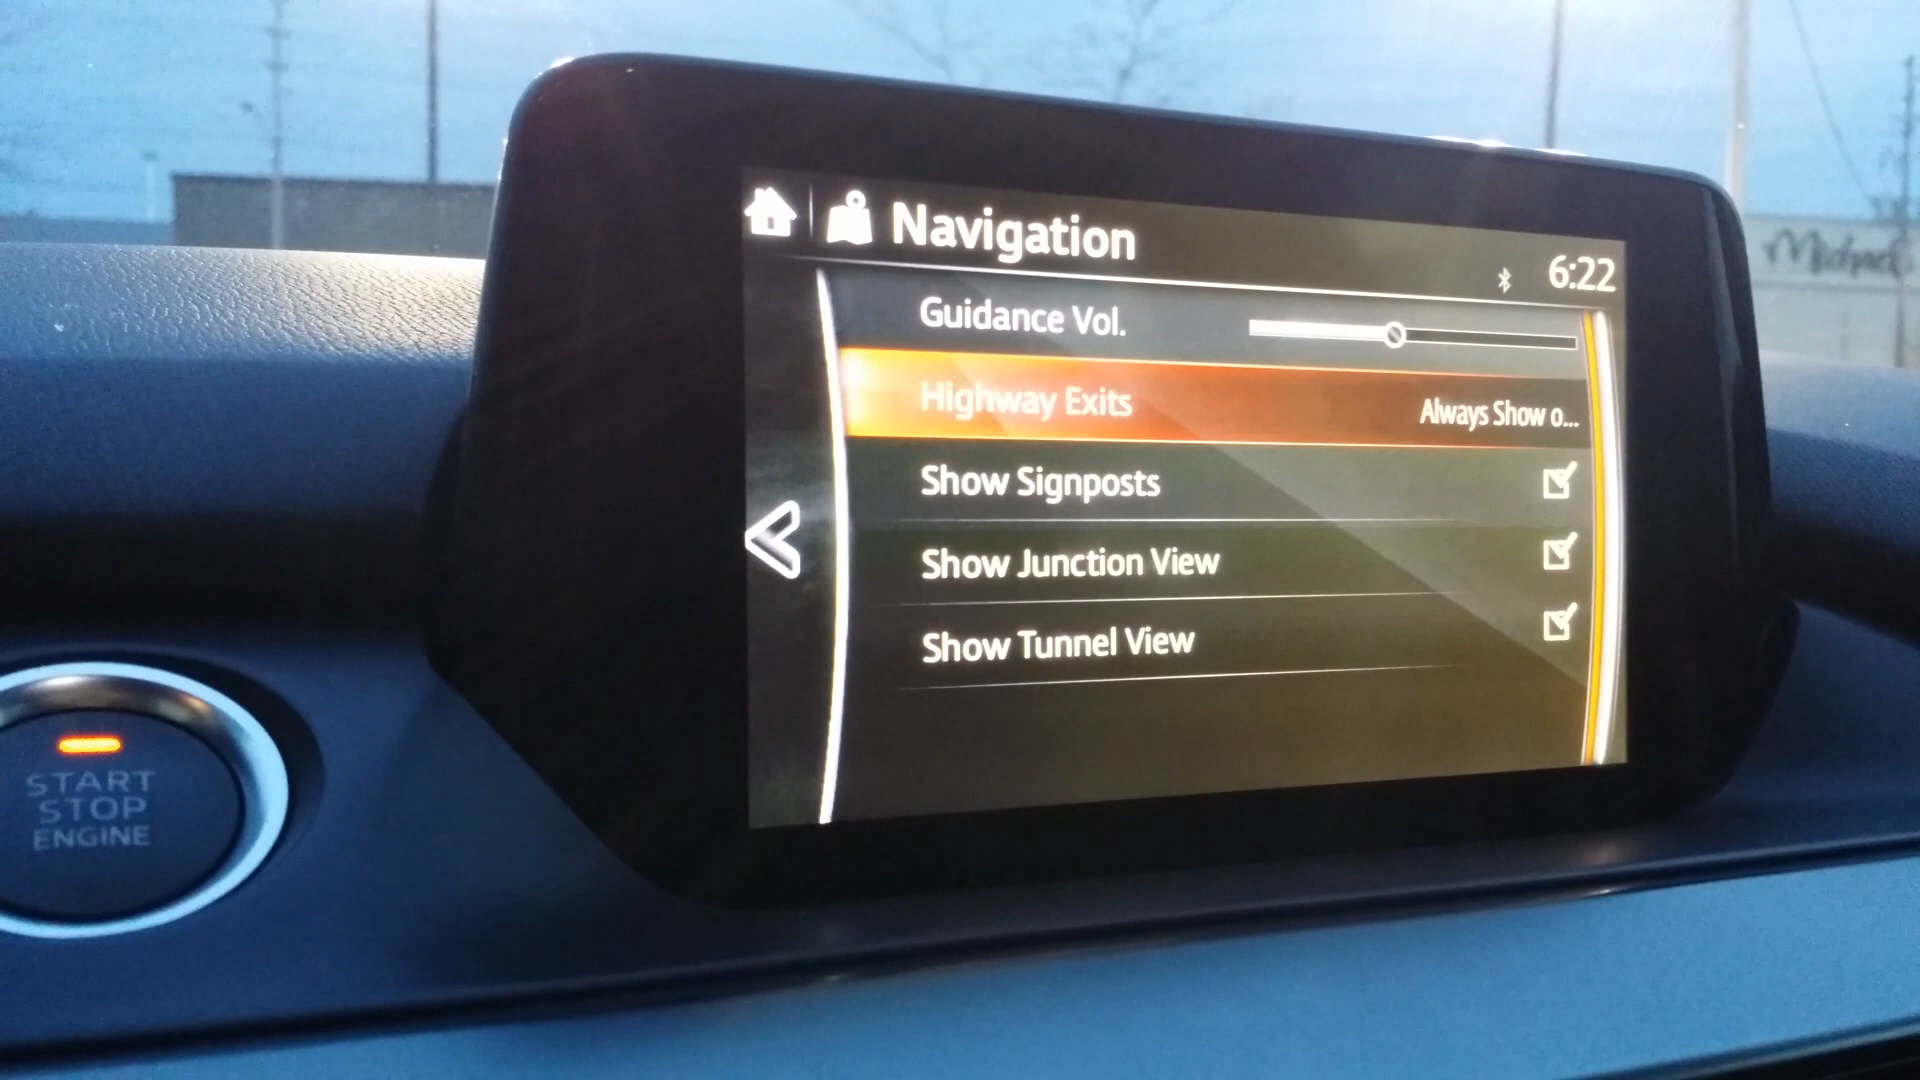 Navigation
6:22
Guidance Vol.
Highway Exits
Always Show o...
Show Signposts
Show Junction View
Show Tunnel View
START
STOP
ENGINE
Michaels